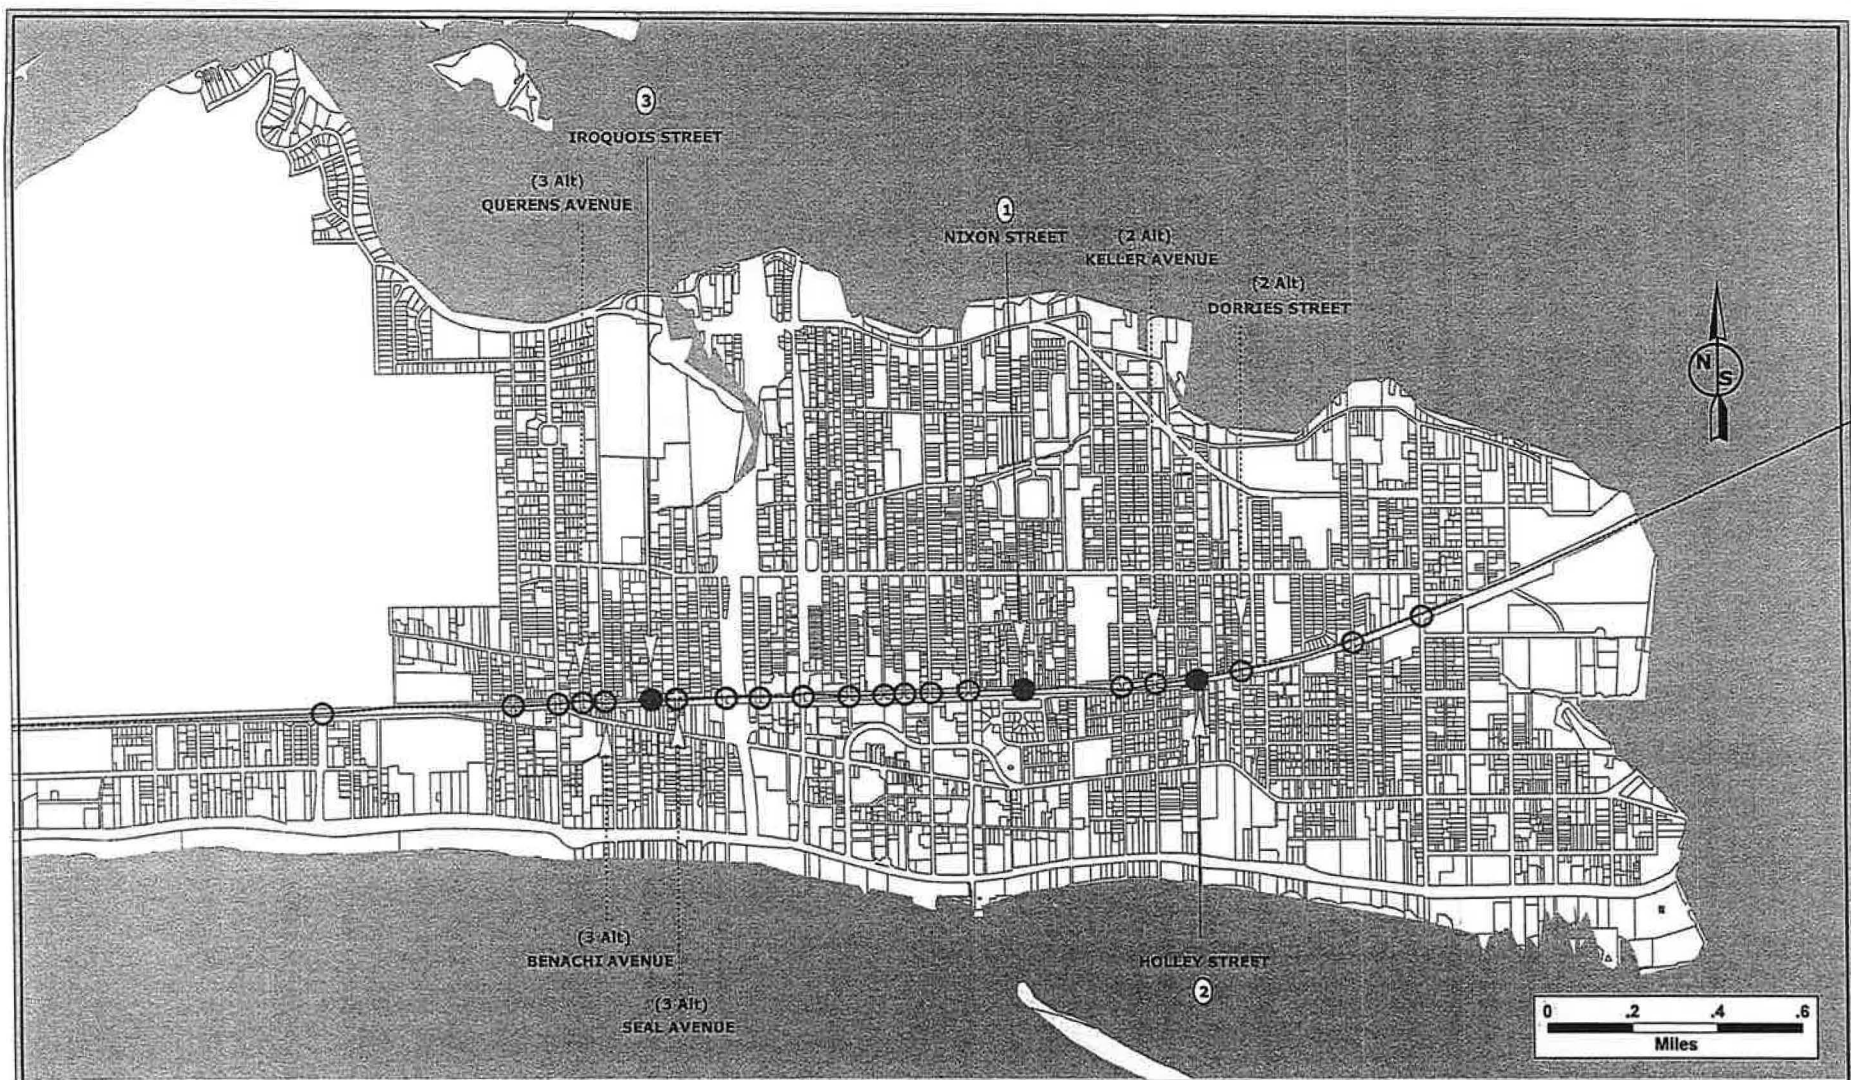 3
IROQUOIS STREET
(3 Alt)
QUERENS AVENUE
1
NIXON STREET
(2 Alt)
KELLER AVENUE
(2 Alt)
DORRIES STREET
N
S
(3 Alt)
BENACHI AVENUE
(3 Alt)
SEAL AVENUE
HOLLEY STREET
2
0 .2 .4 .6
Miles